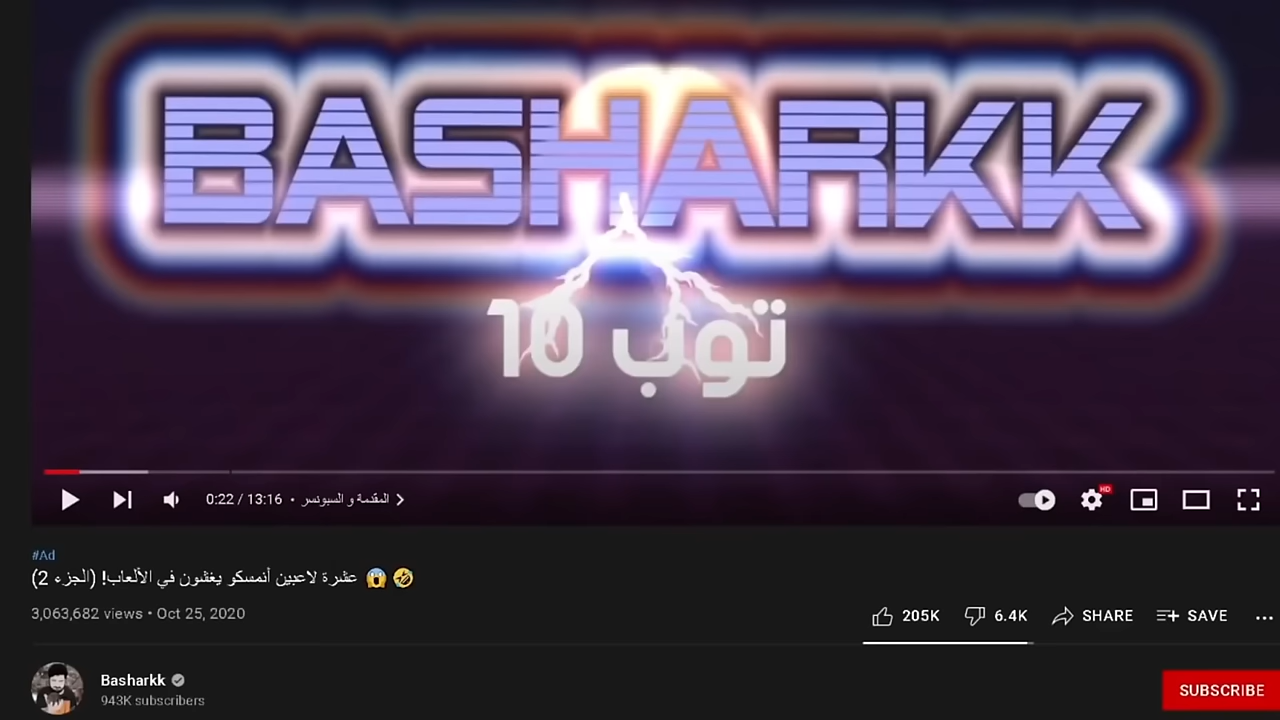 BASHARKK
توب 10
0:22 / 13:16 • المقدمة و السبونسر
HD
#Ad
عشرة لاعبين أنمسكو يغشون في الألعاب! (الجزء 2)
3,063,682 views • Oct 25, 2020
205K 6.4K SHARE SAVE
Basharkk
943K subscribers
SUBSCRIBE